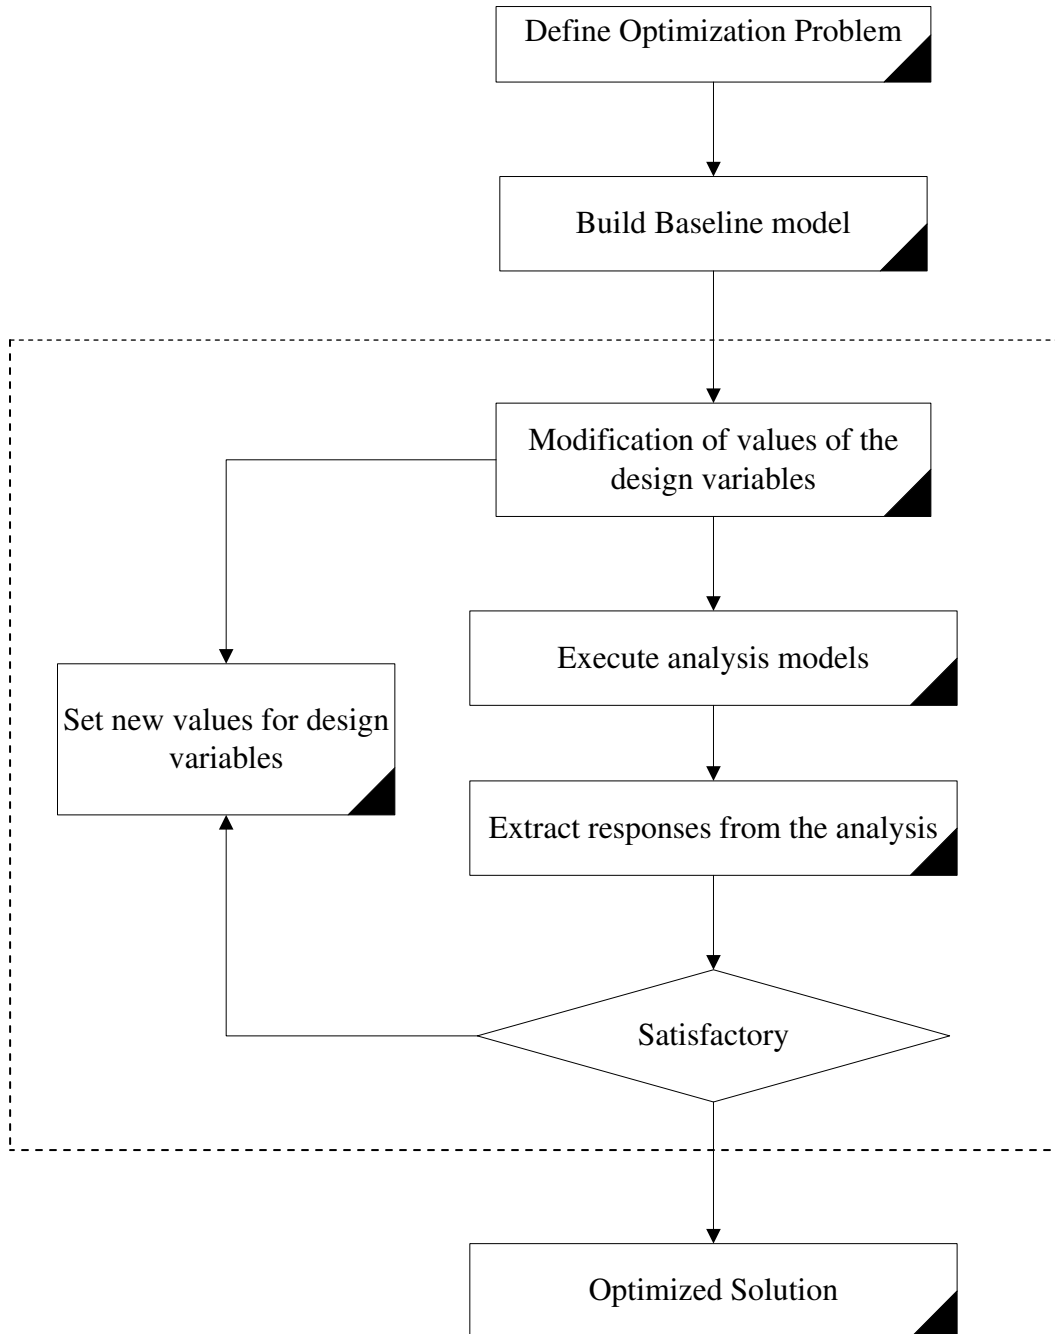 Define Optimization Problem
Build Baseline model
Modification of values of the
design variables
Execute analysis models
Set new values for design
variables
Extract responses from the analysis
Satisfactory
Optimized Solution